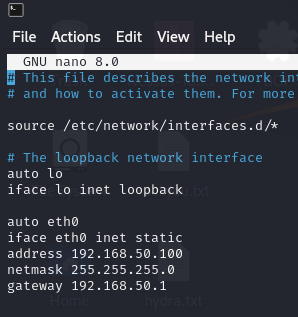 File Actions Edit View Help
GNU nano 8.0
# This file describes the network int
# and how to activate them. For more
source /etc/network/interfaces.d/*
# The loopback network interface
auto lo
iface lo inet loopback
auto eth0
iface eth0 inet static
address 192.168.50.100
netmask 255.255.255.0
gateway 192.168.50.1
Home hydra.txt